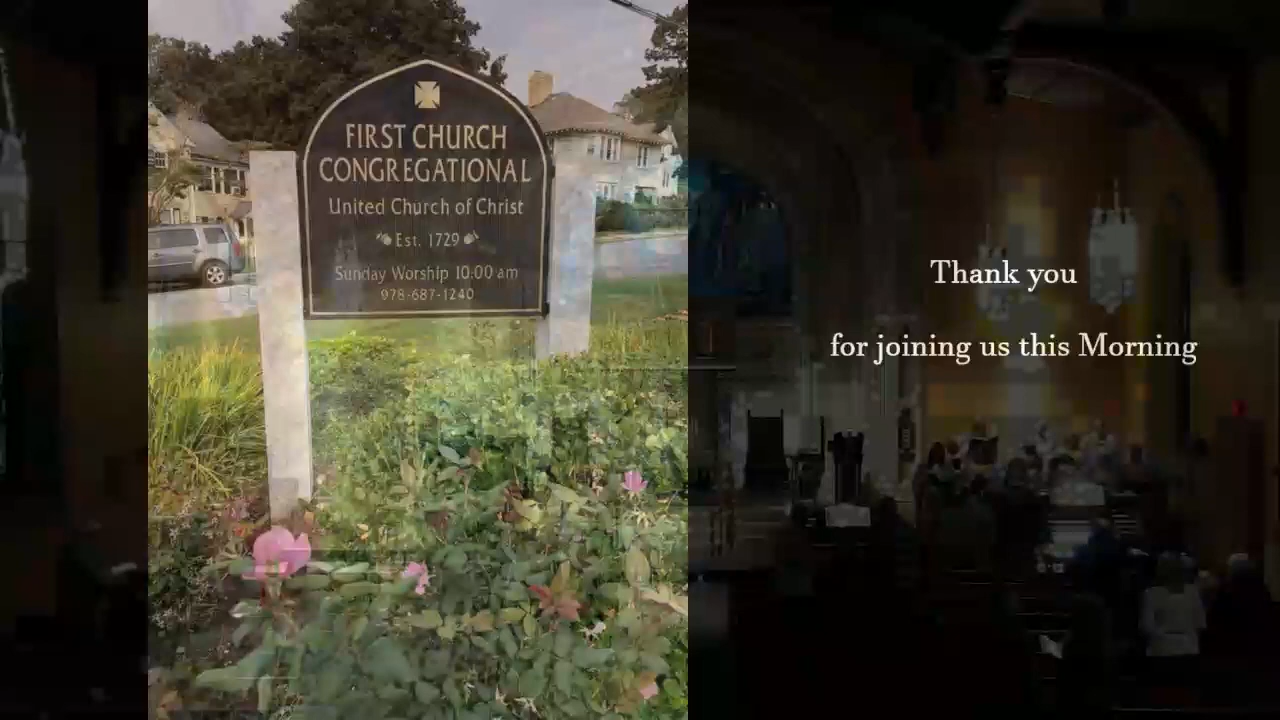 FIRST CHURCH
CONGREGATIONAL
United Church of Christ
Est. 1729
Sunday Worship 10:00 am
978-687-1240
Thank you
for joining us this Morning